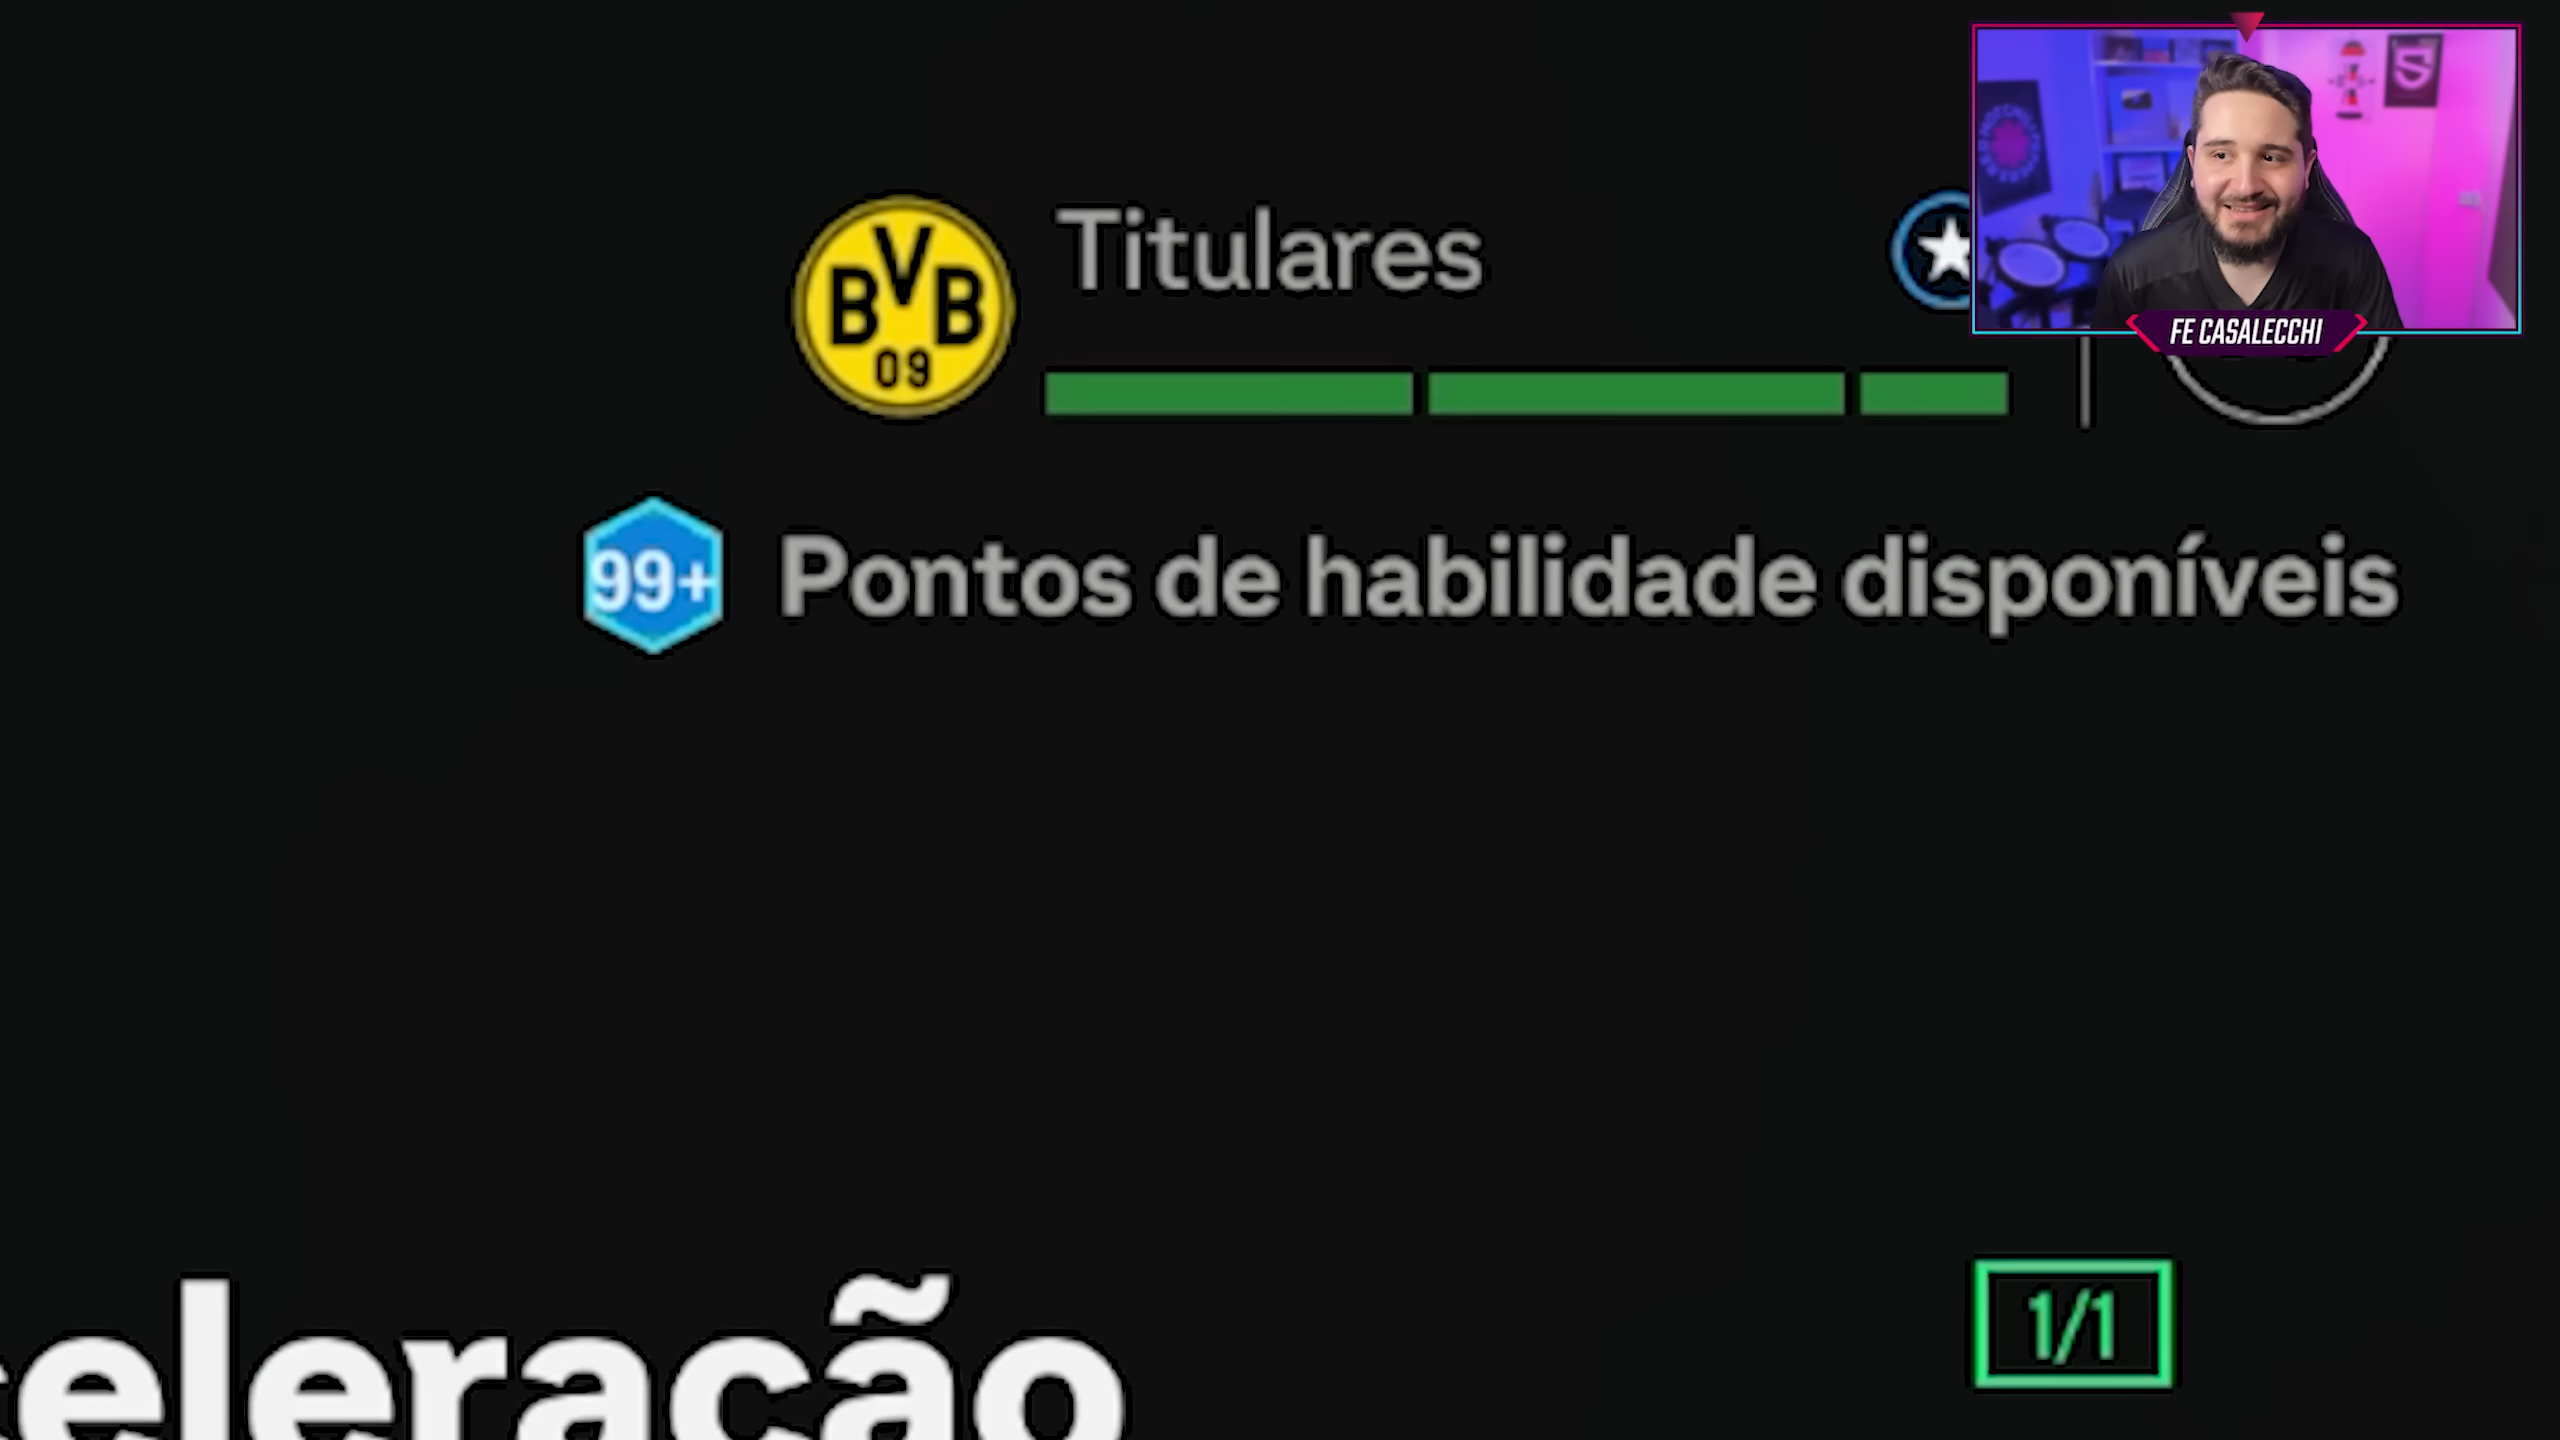 BVB
09
Titulares
FE CASALECCHI
99+ Pontos de habilidade disponíveis
eleração
1/1